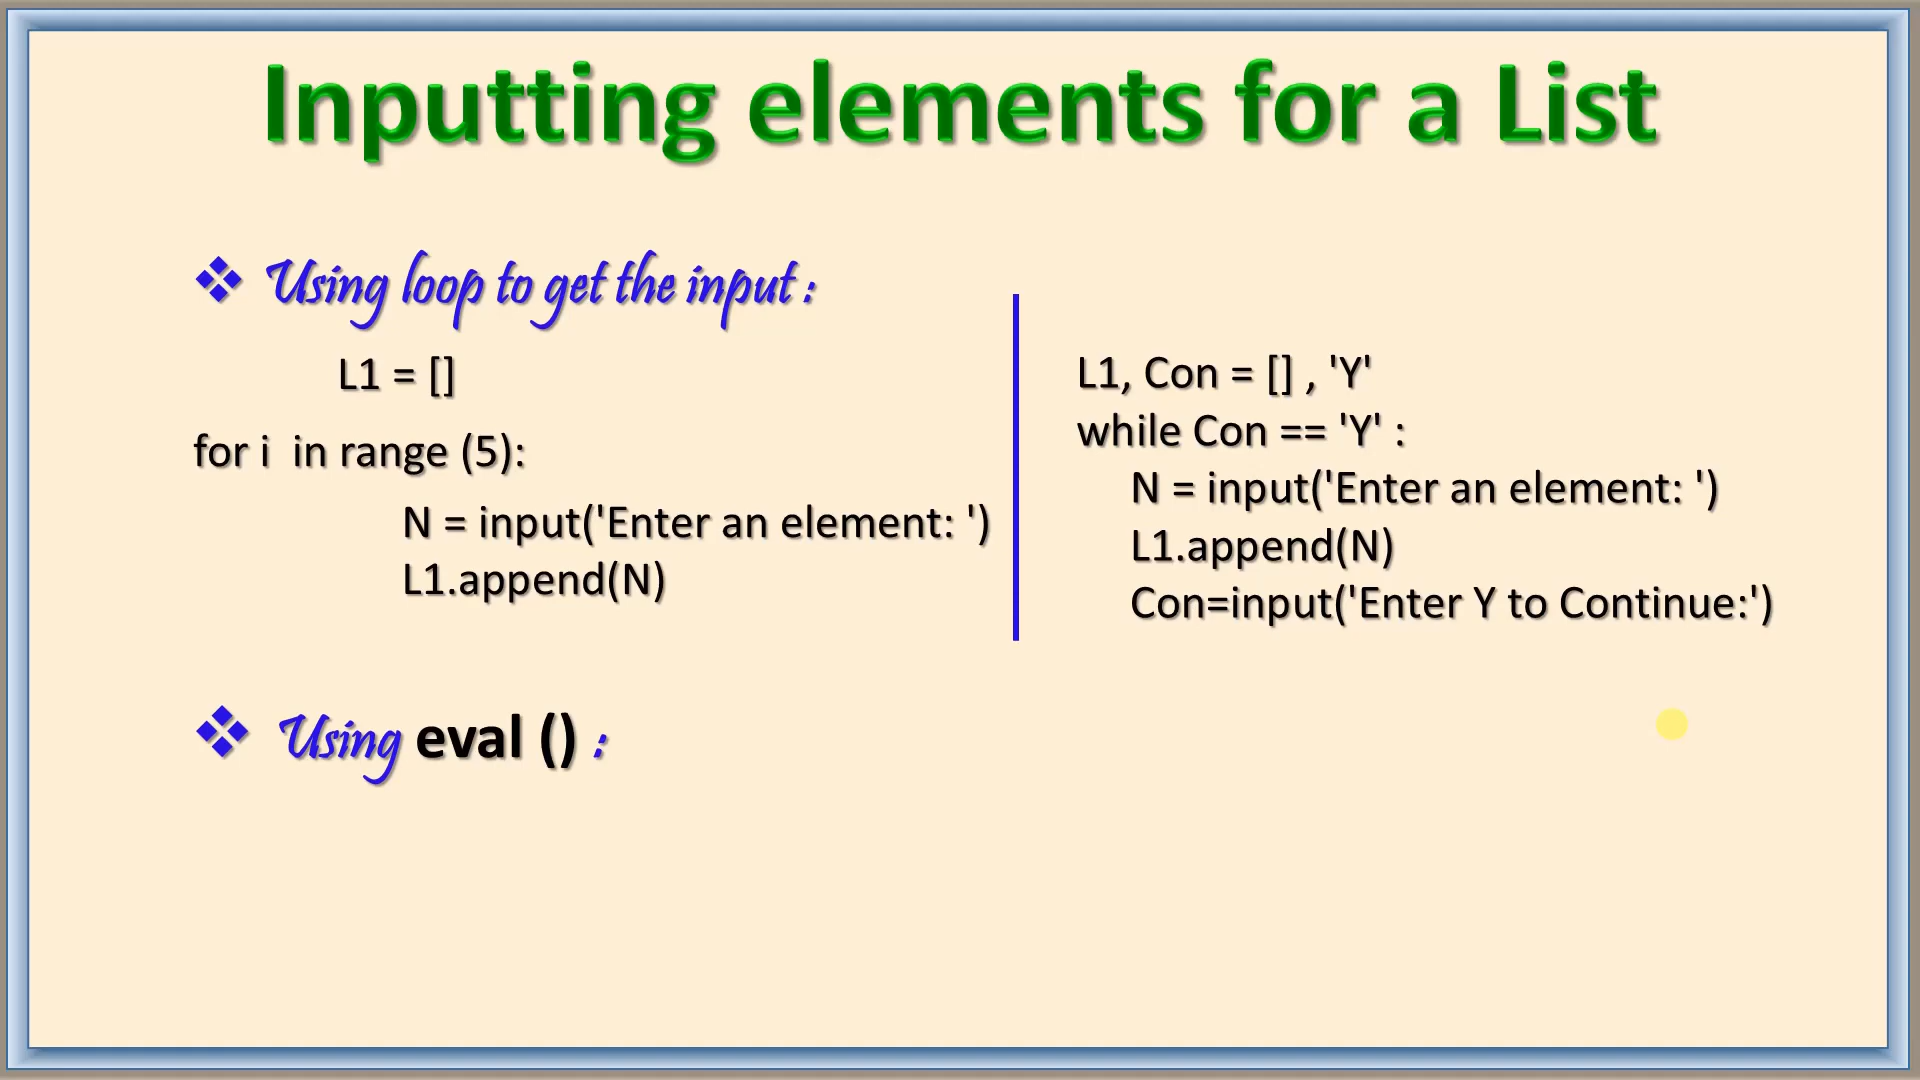 Inputting elements for a List
❖ Using loop to get the input :
L1 = []
for i in range (5):
N = input('Enter an element: ')
L1.append(N)
L1, Con = [] , 'Y'
while Con == 'Y' :
N = input('Enter an element: ')
L1.append(N)
Con=input('Enter Y to Continue:')
❖ Using eval () :